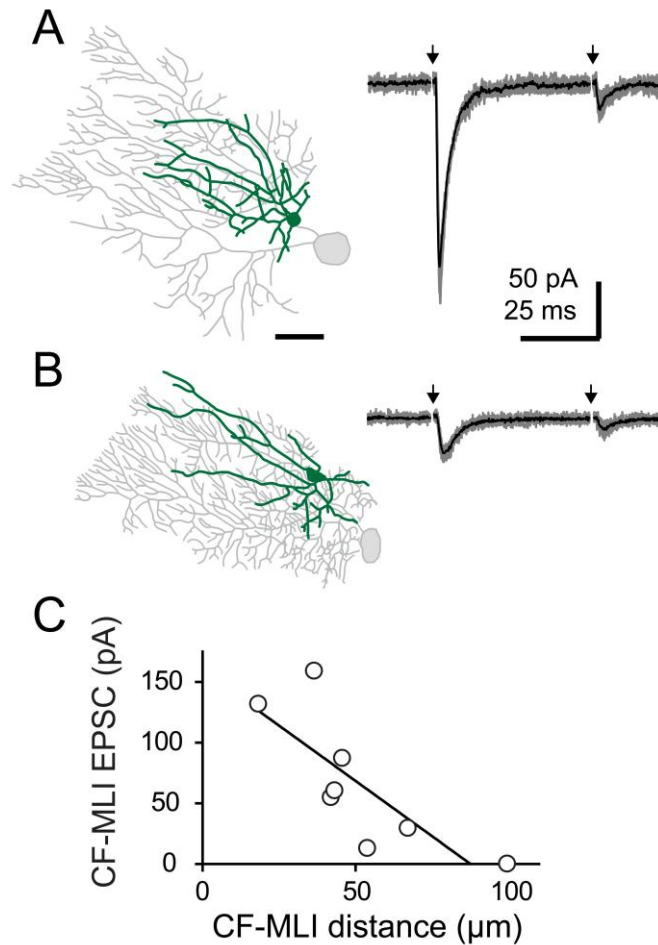 A
50 pA
25 ms
B
C
CF-MLI EPSC (pA)
150
100
50
0
0
50
100
CF-MLI distance (µm)